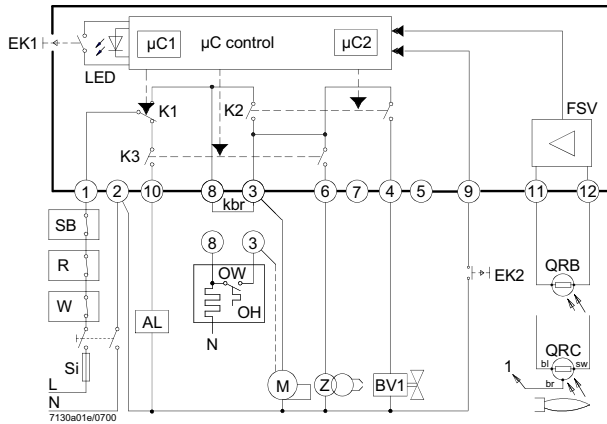 µC1
µC control
µC2
EK1
LED
FSV
K1
K2
K3
1
2
10
8
3
6
7
4
5
9
11
12
kbr
SB
8
3
R
OW
OH
QRB
EK2
W
AL
N
Si
M
Z
BV1
QRC
bl
sw
br
1
L
N
7130a01e/0700